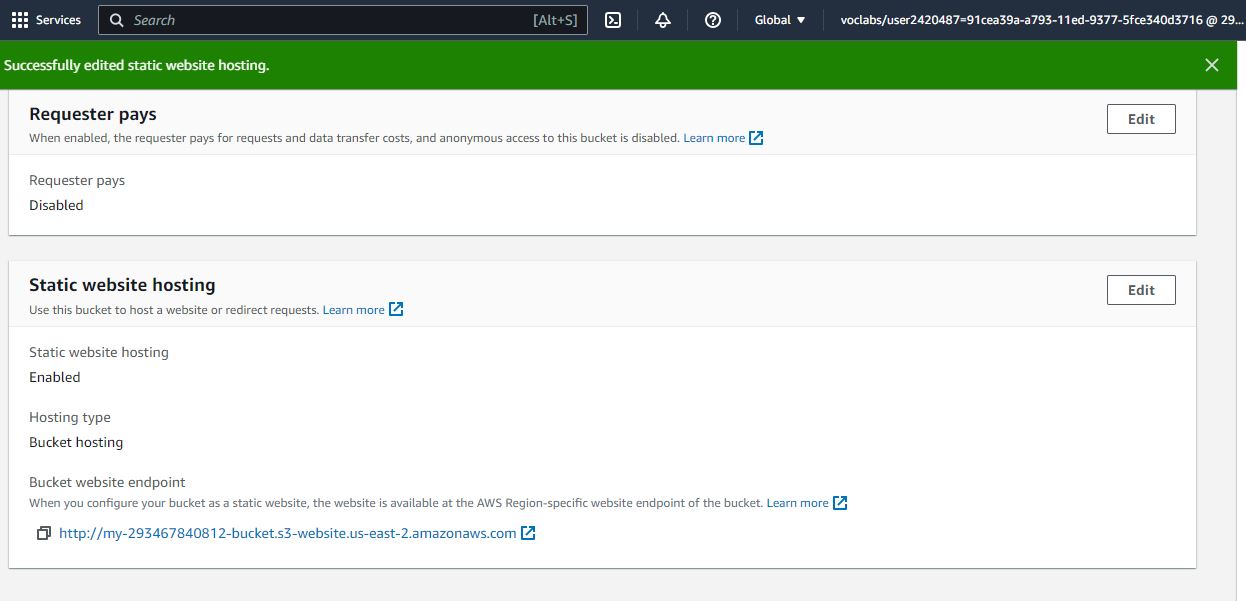 Services
Search
[Alt+S]
Global ▼
voclabs/user2420487=91cea39a-a793-11ed-9377-5fce340d3716 @ 29...
Successfully edited static website hosting.
Requester pays
Edit
When enabled, the requester pays for requests and data transfer costs, and anonymous access to this bucket is disabled. Learn more
Requester pays
Disabled
Static website hosting
Edit
Use this bucket to host a website or redirect requests. Learn more
Static website hosting
Enabled
Hosting type
Bucket hosting
Bucket website endpoint
When you configure your bucket as a static website, the website is available at the AWS Region-specific website endpoint of the bucket. Learn more
http://my-293467840812-bucket.s3-website.us-east-2.amazonaws.com